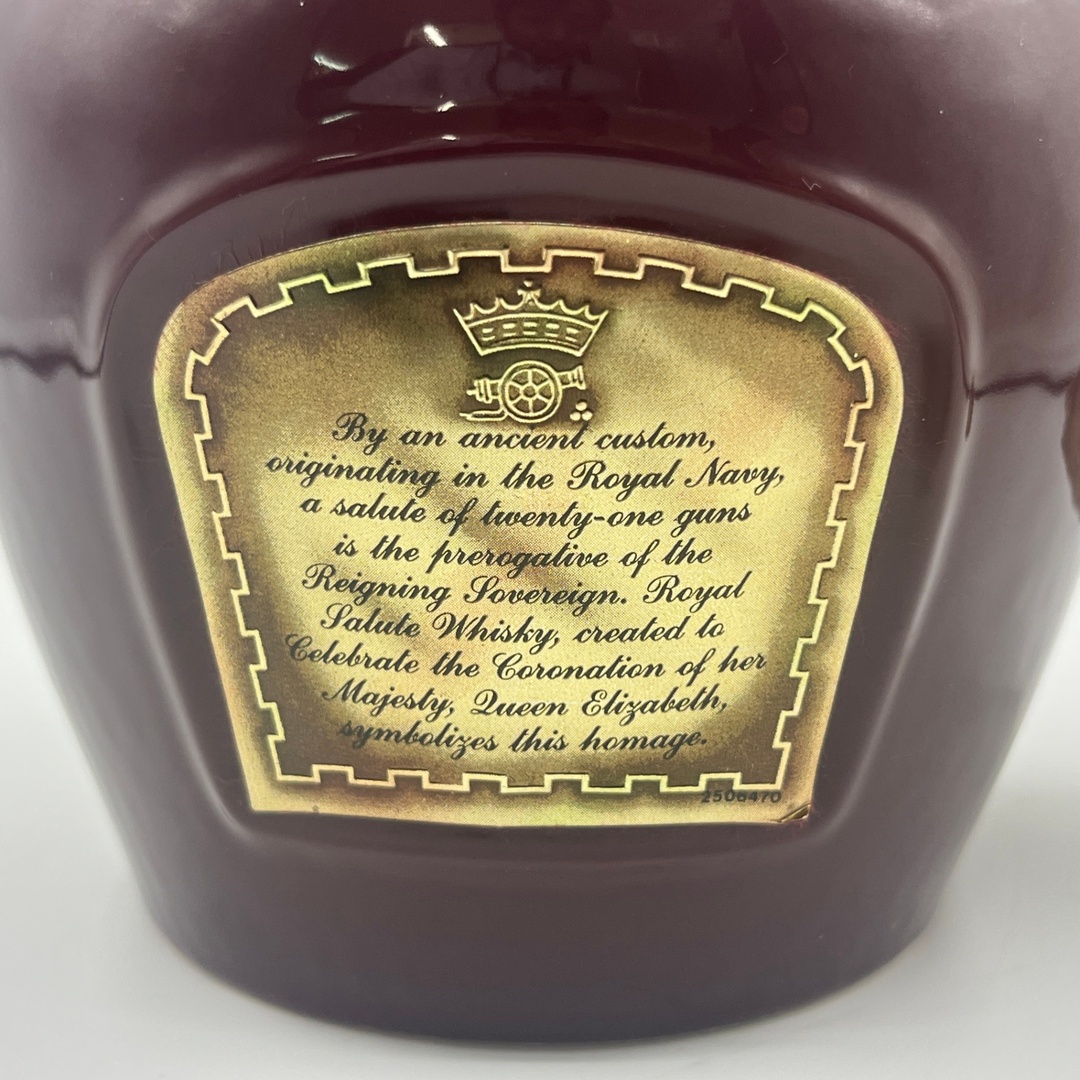 By an ancient custom,
originating in the Royal Navy,
a salute of twenty-one guns
is the prerogative of the
Reigning Sovereign. Royal
Salute Whisky, created to
Celebrate the Coronation of her
Majesty, Queen Elizabeth,
symbolizes this homage.
2506470